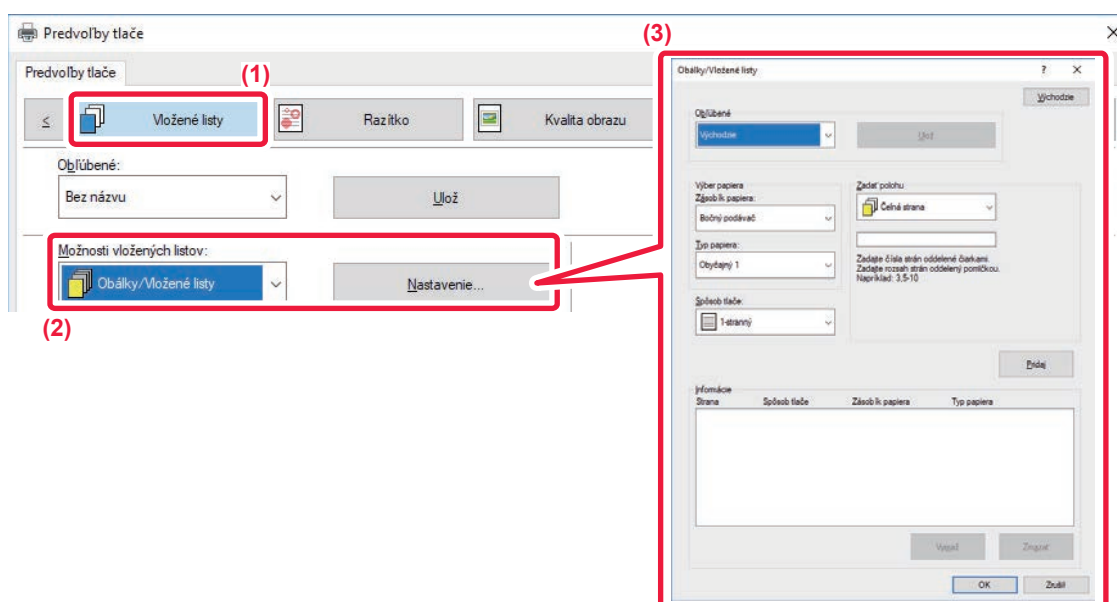 Predvoľby tlače
(3)
Predvoľby tlače
(1)
≤ Vložené listy Razítko Kvalita obrazu
Obľúbené:
Bez názvu Ulož
Možnosti vložených listov:
Obálky/Vložené listy Nastavenie...
(2)
Obálky/Vložené listy ? X
Východzie
Obľúbené
Východzie Ulož
Výber papiera Zadať polohu
Zásobík papiera:
Bočný podávač Čelná strana
Typ papiera:
Obyčajný 1
Zadajte čísla strán oddelené čiarkami.
Zadajte rozsah strán oddelený pomlčkou.
Napríklad: 3,5-10
Spôsob tlače:
1-stranný
Pridaj
Informácie
Strana Spôsob tlače Zásobík papiera Typ papiera
Zmazať
OK Zrušiť